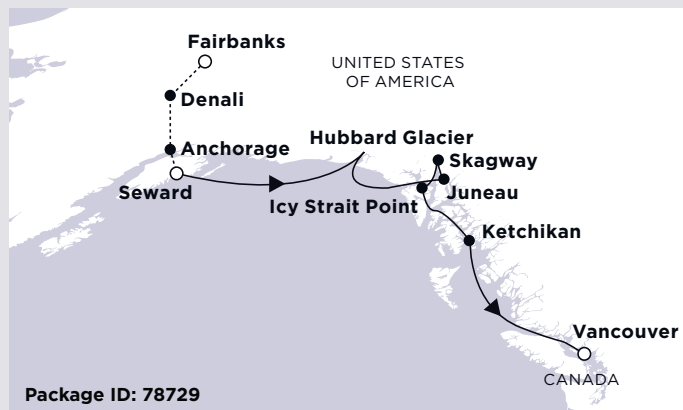 Fairbanks
UNITED STATES
OF AMERICA
Denali
Anchorage
Hubbard Glacier
Skagway
Seward
Juneau
Icy Strait Point
Ketchikan
Vancouver
CANADA
Package ID: 78729